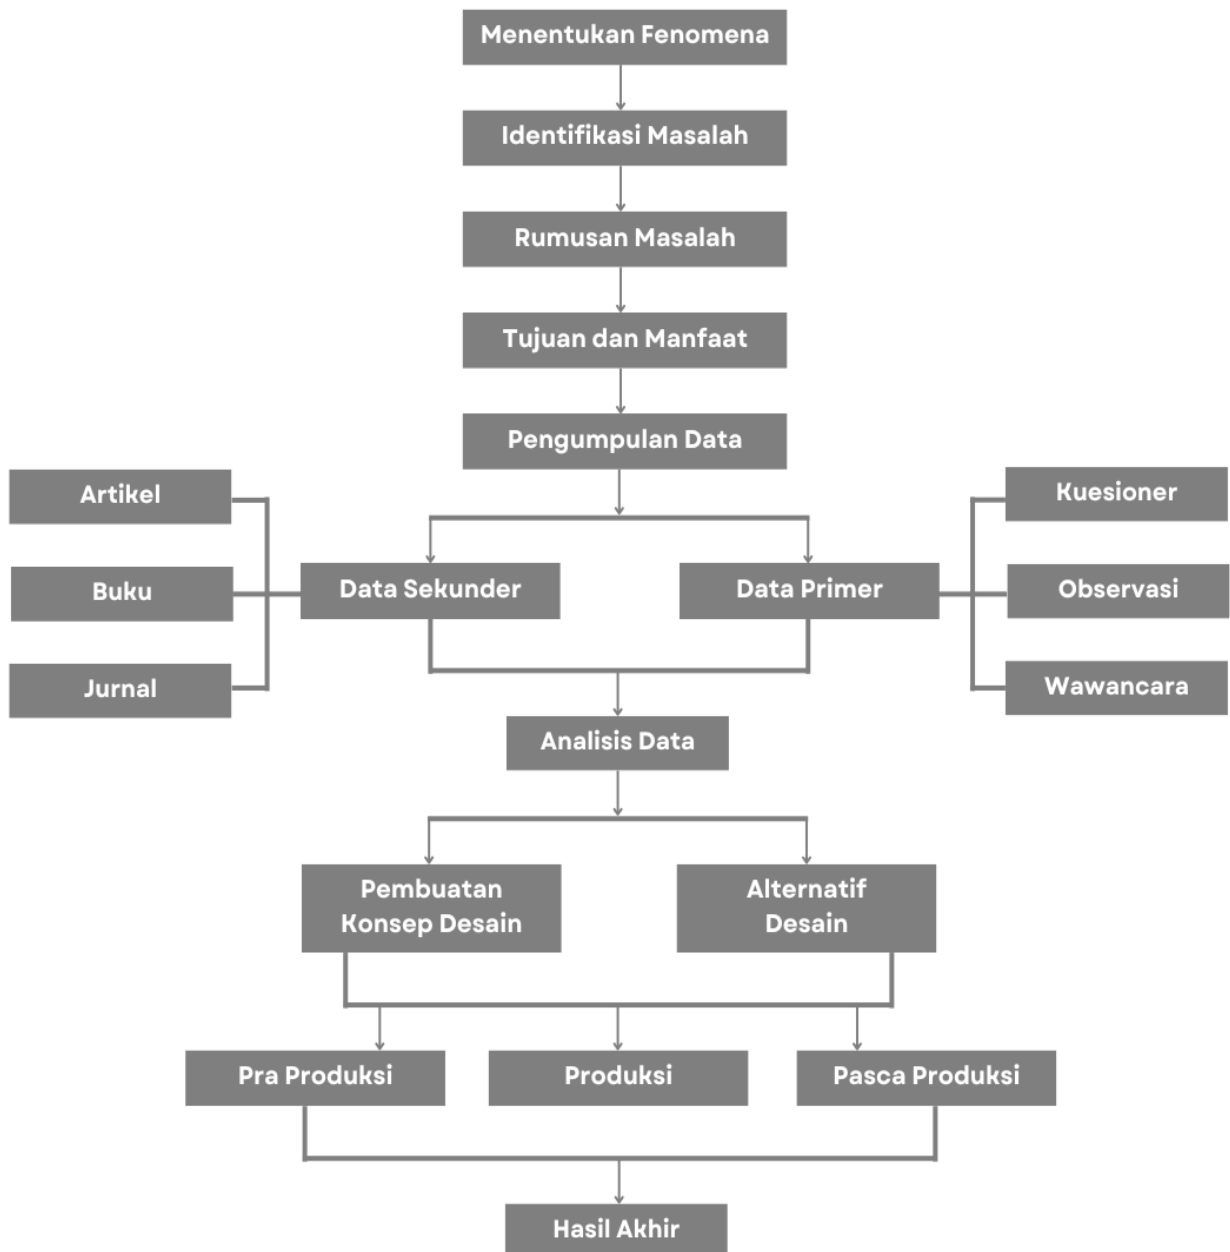 Menentukan Fenomena
Identifikasi Masalah
Rumusan Masalah
Tujuan dan Manfaat
Pengumpulan Data
Artikel
Kuesioner
Buku
Data Sekunder
Data Primer
Observasi
Jurnal
Wawancara
Analisis Data
Pembuatan
Konsep Desain
Alternatif
Desain
Pra Produksi
Produksi
Pasca Produksi
Hasil Akhir